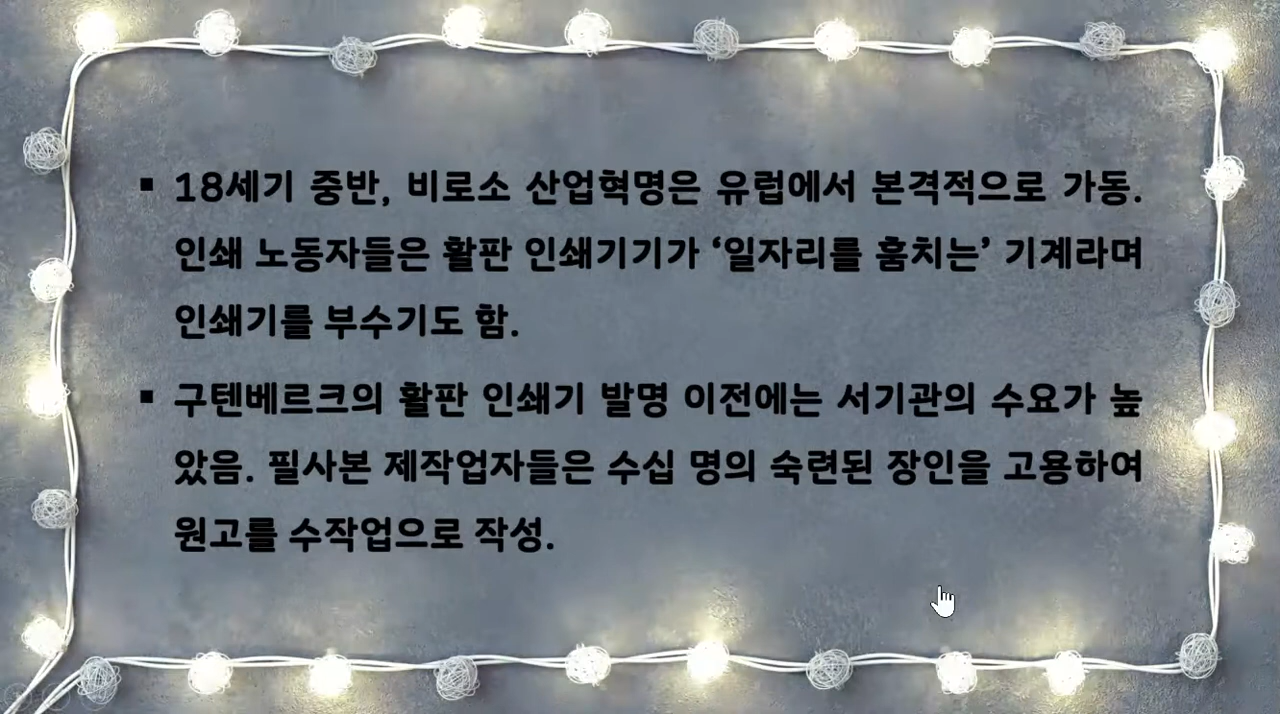 ▪ 18세기 중반, 비로소 산업혁명은 유럽에서 본격적으로 가동.
인쇄 노동자들은 활판 인쇄기기가 ‘일자리를 훔치는’ 기계라며
인쇄기를 부수기도 함.
▪ 구텐베르크의 활판 인쇄기 발명 이전에는 서기관의 수요가 높
았음. 필사본 제작업자들은 수십 명의 숙련된 장인을 고용하여
원고를 수작업으로 작성.